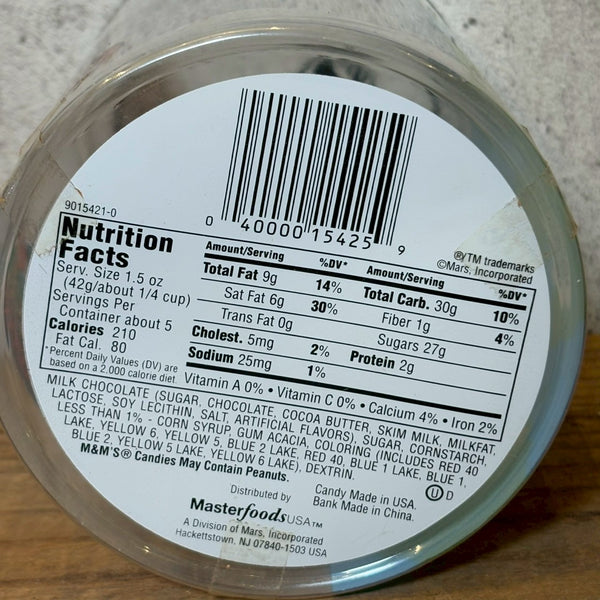 0 40000 15425 9
9015421-0
®/TM trademarks
©Mars, Incorporated
Nutrition
Facts
Serv. Size 1.5 oz
(42g/about 1/4 cup)
Servings Per
Container about 5
Calories 210
Fat Cal. 80
*Percent Daily Values (DV) are
based on a 2,000 calorie diet.
Amount/Serving %DV*
Total Fat 9g 14%
Sat Fat 6g 30%
Trans Fat 0g
Cholest. 5mg 2%
Sodium 25mg 1%
Amount/Serving %DV*
Total Carb. 30g 10%
Fiber 1g 4%
Sugars 27g
Protein 2g
Vitamin A 0% • Vitamin C 0% • Calcium 4% • Iron 2%
MILK CHOCOLATE (SUGAR, CHOCOLATE, COCOA BUTTER, SKIM MILK, MILKFAT,
LACTOSE, SOY LECITHIN, SALT, ARTIFICIAL FLAVORS), SUGAR, CORNSTARCH,
LESS THAN 1% - CORN SYRUP, GUM ACACIA, COLORING (INCLUDES RED 40
LAKE, YELLOW 6, YELLOW 5, BLUE 2 LAKE, RED 40, BLUE 1 LAKE, BLUE 1,
BLUE 2, YELLOW 5 LAKE, YELLOW 6 LAKE), DEXTRIN.
M&M'S® Candies May Contain Peanuts.
Distributed by
Masterfoods USA™
A Division of Mars, Incorporated
Hackettstown, NJ 07840-1503 USA
Candy Made in USA.
Bank Made in China.
U D